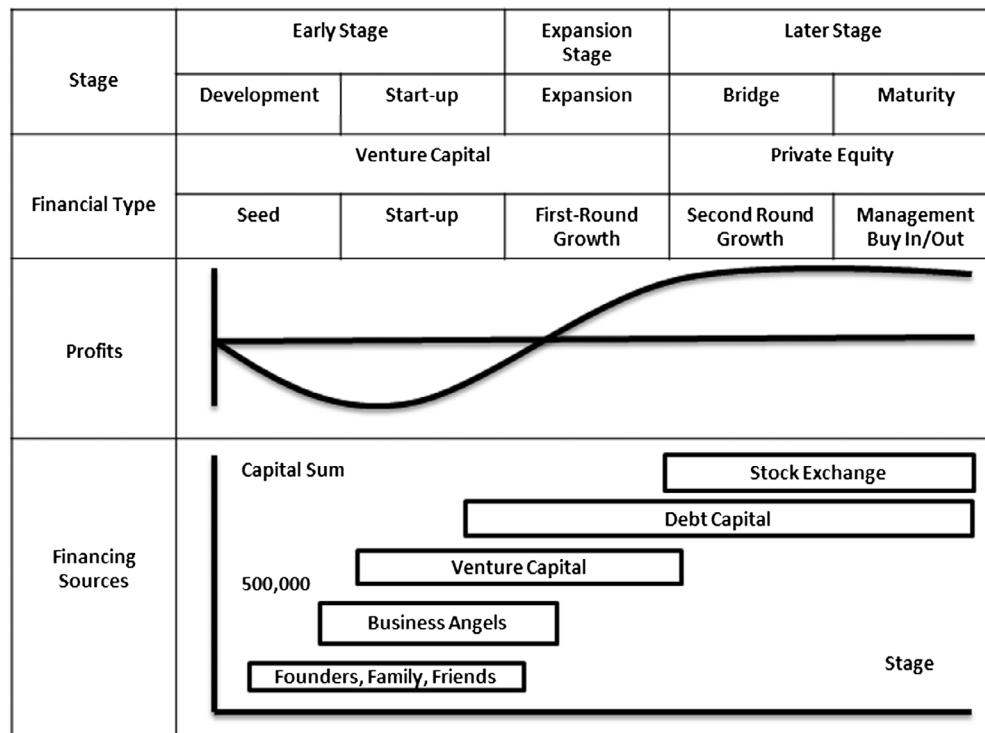 Stage
Early Stage
Expansion
Stage
Later Stage
Development
Start-up
Expansion
Bridge
Maturity
Financial Type
Venture Capital
Private Equity
Seed
Start-up
First-Round
Growth
Second Round
Growth
Management
Buy In/Out
Profits
Financing
Sources
Capital Sum
Stock Exchange
Debt Capital
Venture Capital
500,000
Business Angels
Stage
Founders, Family, Friends